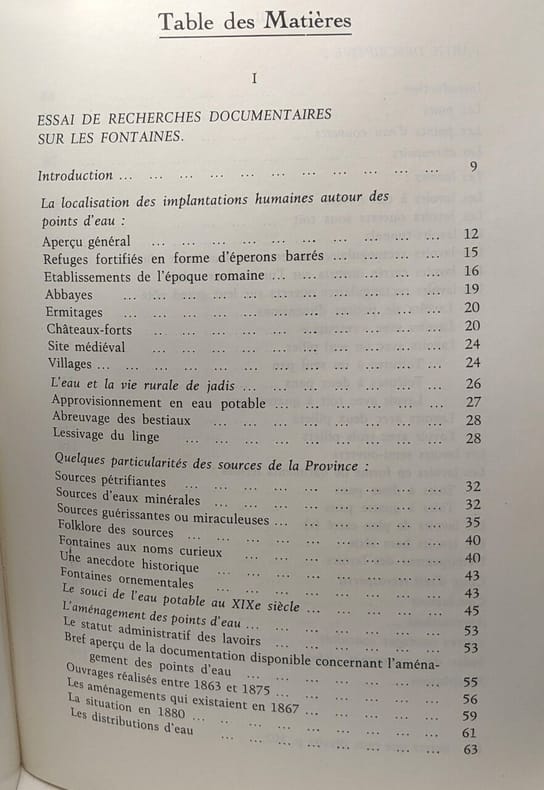 Table des Matières
I
ESSAI DE RECHERCHES DOCUMENTAIRES
SUR LES FONTAINES.
Introduction ... ... ... ... ... ... ... ... ... ... ... 9
La localisation des implantations humaines autour des
points d'eau :
Aperçu général ... ... ... ... ... ... ... ... ... 12
Refuges fortifiés en forme d'éperons barrés ... ... ... ... 15
Etablissements de l'époque romaine ... ... ... ... ... ... 16
Abbayes ... ... ... ... ... ... ... ... ... ... 19
Ermitages ... ... ... ... ... ... ... ... ... ... 20
Châteaux-forts .. ... ... ... ... ... ... ... ... 20
Site médiéval ... ... ... ... ... ... ... ... ... 24
Villages ... ... ... ... ... ... ... ... ... ... ... 24
L'eau et la vie rurale de jadis ... ... ... ... ... ... 26
Approvisionnement en eau potable ... ... ... ... ... ... 27
Abreuvage des bestiaux ... ... ... ... ... ... ... 28
Lessivage du linge ... ... ... ... ... ... ... ... 28
Quelques particularités des sources de la Province :
Sources pétrifiantes ... ... ... ... ... ... ... ... 32
Sources d'eaux minérales ... ... ... ... ... ... ... 32
Sources guérissantes ou miraculeuses ... ... ... ... ... 35
Folklore des sources ... ... ... ... ... ... ... ... 40
Fontaines aux noms curieux ... ... ... ... ... ... 40
Une anecdote historique ... ... ... ... ... ... ... 43
Fontaines ornementales ... ... ... ... ... ... ... 43
Le souci de l'eau potable au XIXe siècle ... ... ... ... 45
L'aménagement des points d'eau ... ... ... ... ... ... 53
Le statut administratif des lavoirs ... ... ... ... ... 53
Bref aperçu de la documentation disponible concernant l'aména-
gement des points d'eau ... ... ... ... ... ... 55
Ouvrages réalisés entre 1863 et 1875 ... ... ... ... ... 56
Les aménagements qui existaient en 1867 ... ... ... ... 59
La situation en 1880 ... .. ... ... ... ... ... ... 61
Les distributions d'eau ... ... ... ... ... ... ... 63